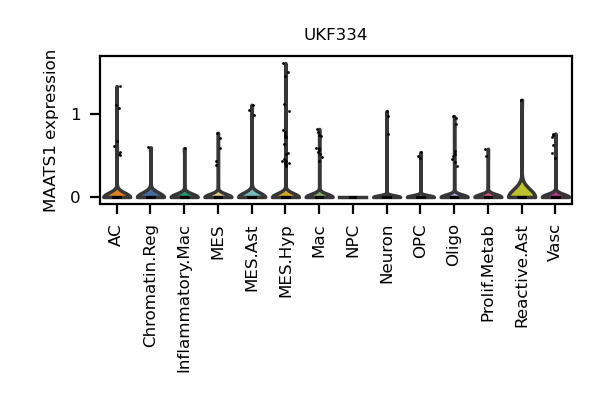 UKF334
MAATS1 expression
1
0
AC
Chromatin.Reg
Inflammatory.Mac
MES
MES.Ast
MES.Hyp
Mac
NPC
Neuron
OPC
Oligo
Prolif.Metab
Reactive.Ast
Vasc